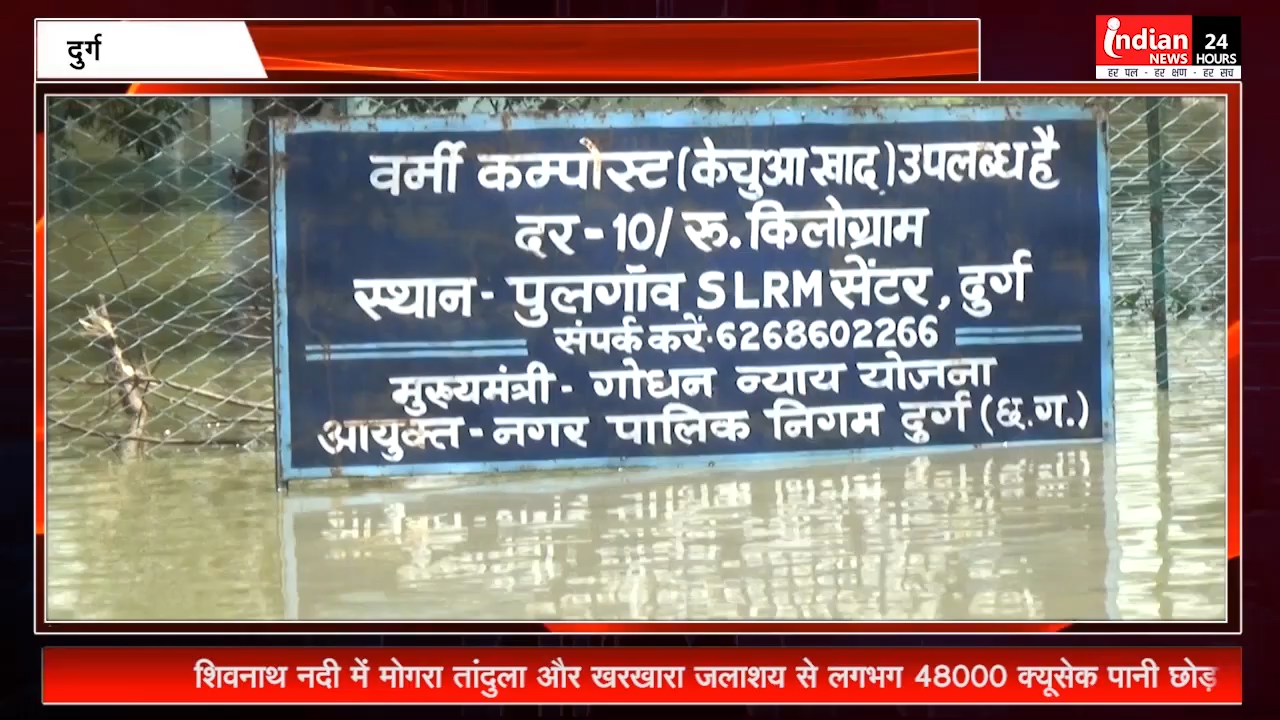 दुर्ग
indian NEWS 24 HOURS
हर पल - हर क्षण - हर सच
वर्मी कम्पोस्ट (केचुआ खाद) उपलब्ध है
दर - 10/ रू. किलोग्राम
स्थान - पुलगॉव SLRM सेंटर, दुर्ग
संपर्क करें. 6268602266
मुख्यमंत्री - गोधन न्याय योजना
आयुक्त - नगर पालिक निगम दुर्ग (छ.ग.)
शिवनाथ नदी में मोगरा तांदुला और खरखारा जलाशय से लगभग 48000 क्यूसेक पानी छोड़